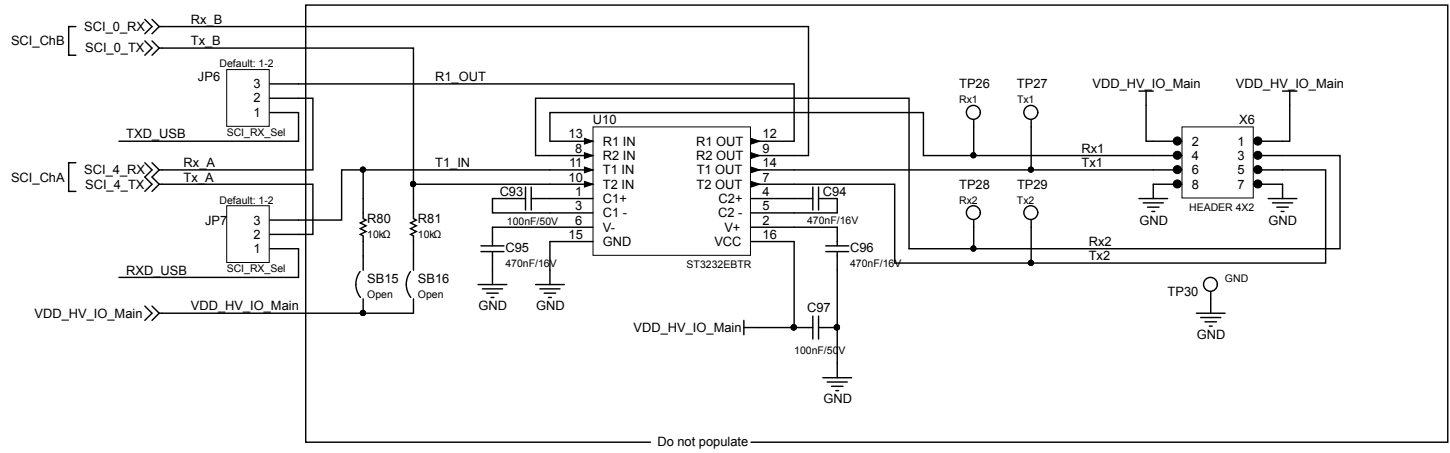 SCI_ChB
SCI_0_RX
Rx_B
SCI_0_TX
Tx_B
Default: 1-2
JP6
3
2
1
SCI_RX_Sel
R1_OUT
TXD_USB
SCI_ChA
SCI_4_RX
Rx_A
SCI_4_TX
Tx_A
T1_IN
Default: 1-2
JP7
3
2
1
SCI_RX_Sel
RXD_USB
VDD_HV_IO_Main
VDD_HV_IO_Main
R80
10kΩ
R81
10kΩ
SB15
Open
SB16
Open
C93
100nF/50V
C95
470nF/16V
GND
GND
U10
13 R1 IN R1 OUT 12
8 R2 IN R2 OUT 9
11 T1 IN T1 OUT 14
10 T2 IN T2 OUT 7
1 C1+ C2+ 4
3 C1 - C2 - 5
6 V- V+ 2
15 GND VCC 16
ST3232EBTR
C94
470nF/16V
C96
470nF/16V
VDD_HV_IO_Main
C97
100nF/50V
GND
TP26
Rx1
TP27
Tx1
TP28
Rx2
TP29
Tx2
Rx1
Tx1
Rx2
Tx2
VDD_HV_IO_Main
VDD_HV_IO_Main
X6
2 1
4 3
6 5
8 7
HEADER 4X2
GND
GND
TP30
GND
GND
Do not populate